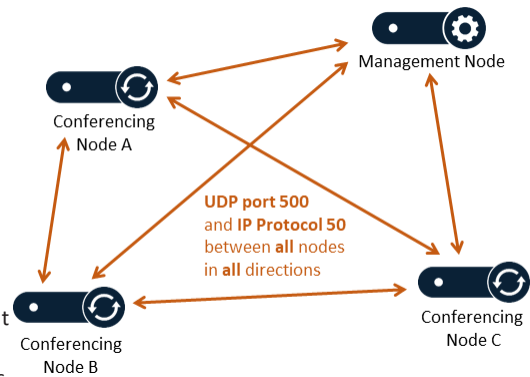 Management Node
Conferencing
Node A
UDP port 500
and IP Protocol 50
between all nodes
in all directions
t
Conferencing
Node B
Conferencing
Node C